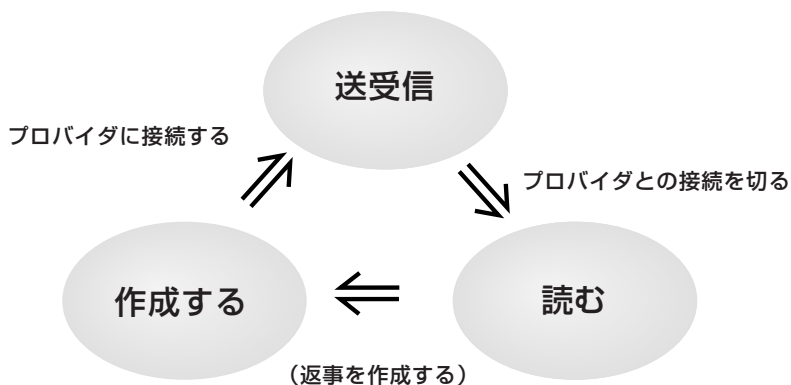 送受信
プロバイダに接続する
プロバイダとの接続を切る
作成する
読む
（返事を作成する）